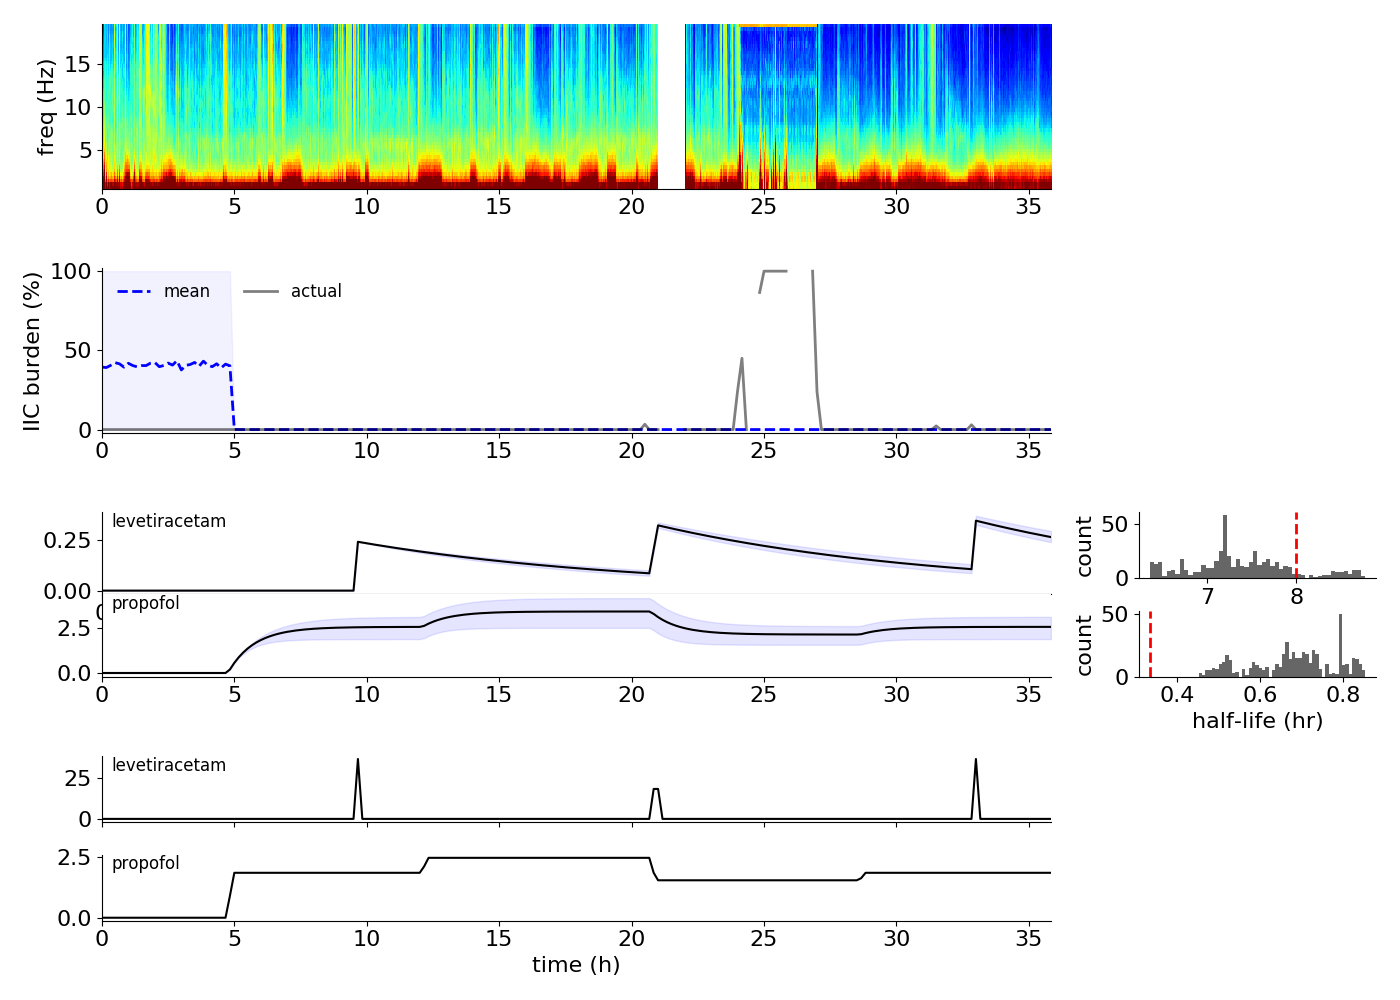 freq (Hz)
15
10
5
0 5 10 15 20 25 30 35
IIC burden (%)
100
50
0
mean actual
0 5 10 15 20 25 30 35
levetiracetam
0.25
0.00
0
propofol
2.5
0.0
0 5 10 15 20 25 30 35
count
50
0
7 8
count
50
0
0.4 0.6 0.8
half-life (hr)
levetiracetam
25
0
propofol
2.5
0.0
0 5 10 15 20 25 30 35
time (h)